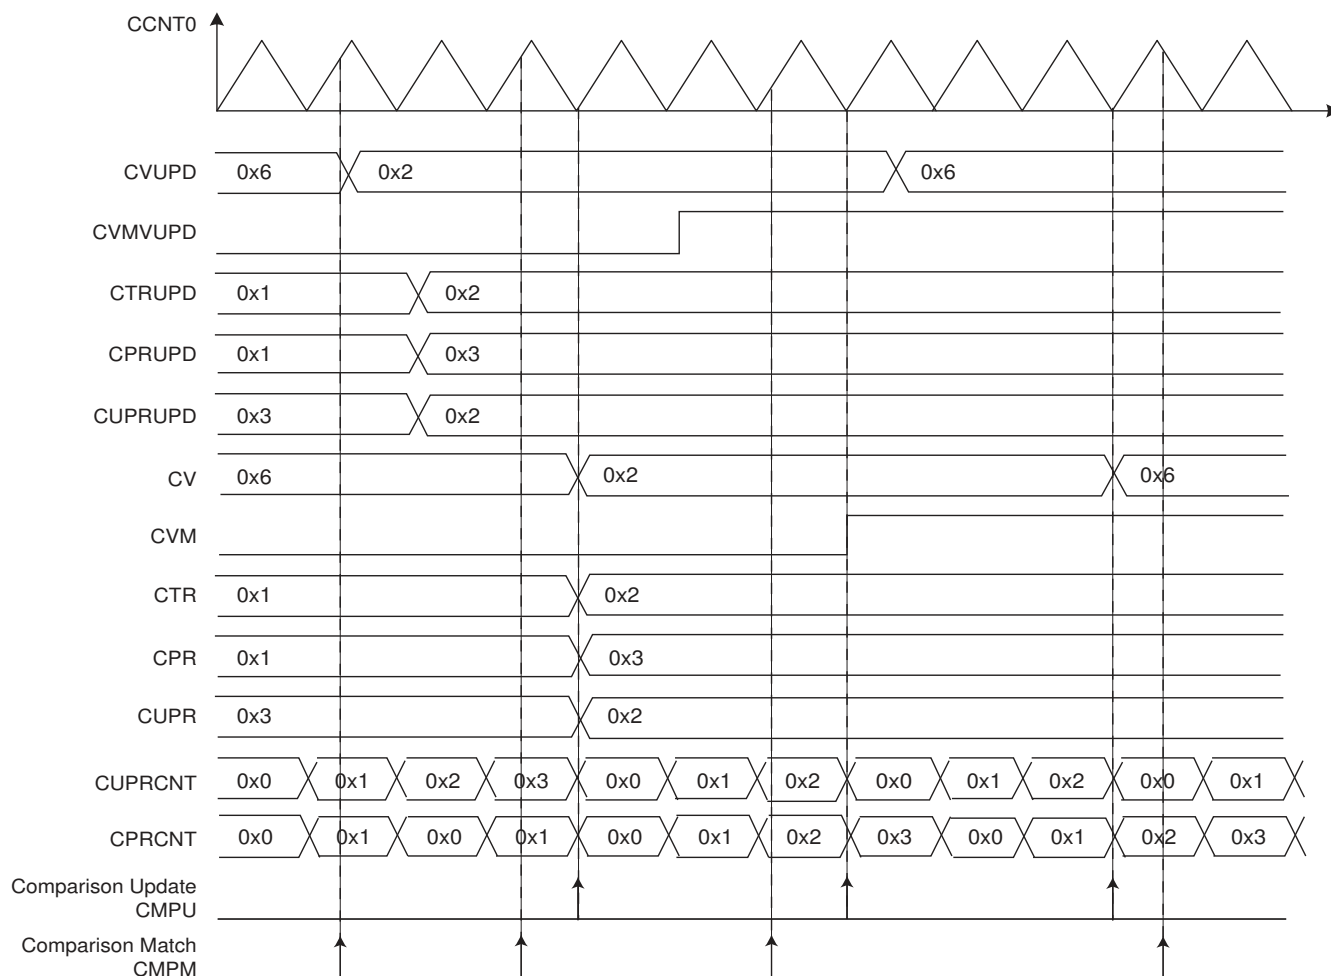 CCNT0
CVUPD 0x6 0x2 0x6
CVMVUPD
CTRUPD 0x1 0x2
CPRUPD 0x1 0x3
CUPRUPD 0x3 0x2
CV 0x6 0x2 0x6
CVM
CTR 0x1 0x2
CPR 0x1 0x3
CUPR 0x3 0x2
CUPRCNT 0x0 0x1 0x2 0x3 0x0 0x1 0x2 0x0 0x1 0x2 0x0 0x1
CPRCNT 0x0 0x1 0x0 0x1 0x0 0x1 0x2 0x3 0x0 0x1 0x2 0x3
Comparison Update
CMPU
Comparison Match
CMPM